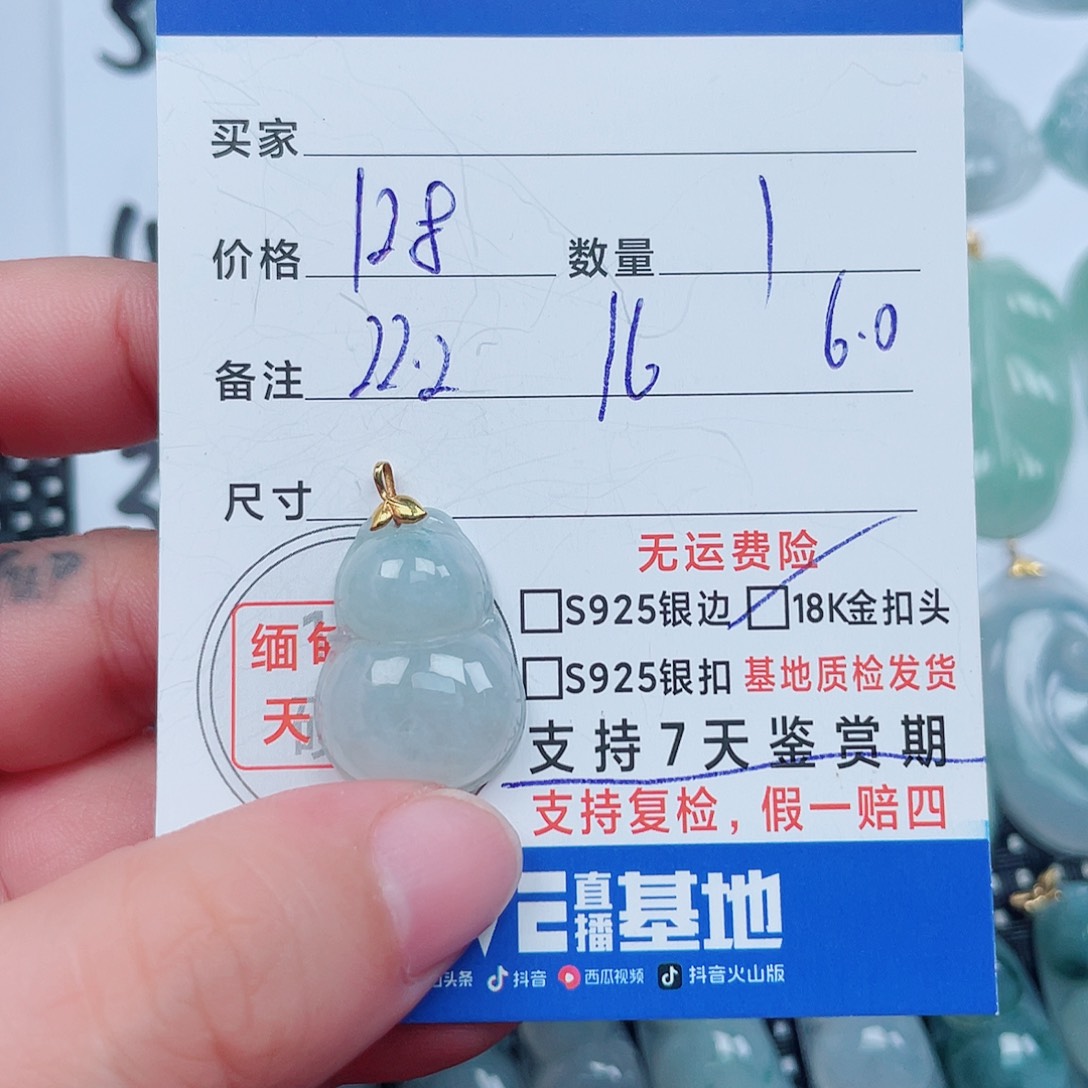 买家
价格 128 数量 1
备注 22.2 16 6.0
尺寸
无运费险
S925银边 18K金扣头
缅甸
S925银扣 基地质检发货
天
支持7天鉴赏期
支持复检，假一赔四
直播基地
头条 抖音 西瓜视频 抖音火山版